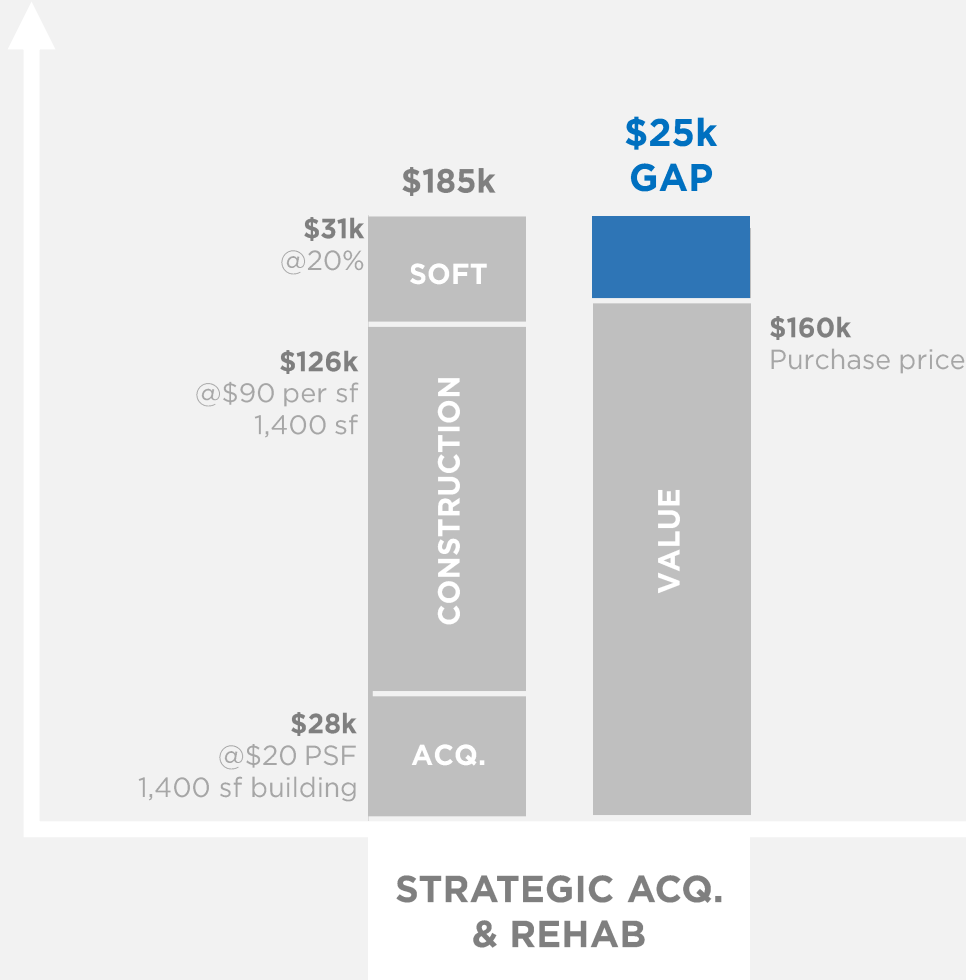 $25k
GAP
$185k
$31k
@20%
SOFT
$160k
Purchase price
$126k
@$90 per sf
1,400 sf
CONSTRUCTION
VALUE
$28k
@$20 PSF
1,400 sf building
ACQ.
STRATEGIC ACQ.
& REHAB